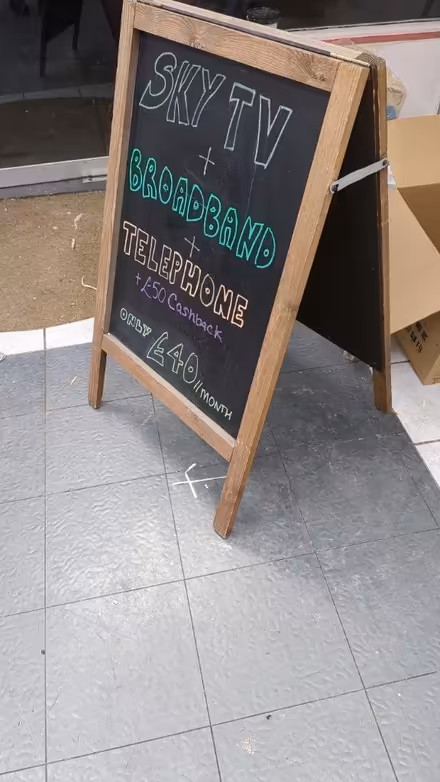 SKY TV
+
BROADBAND
+
TELEPHONE
+ £50 Cashback
ONLY £40 // MONTH